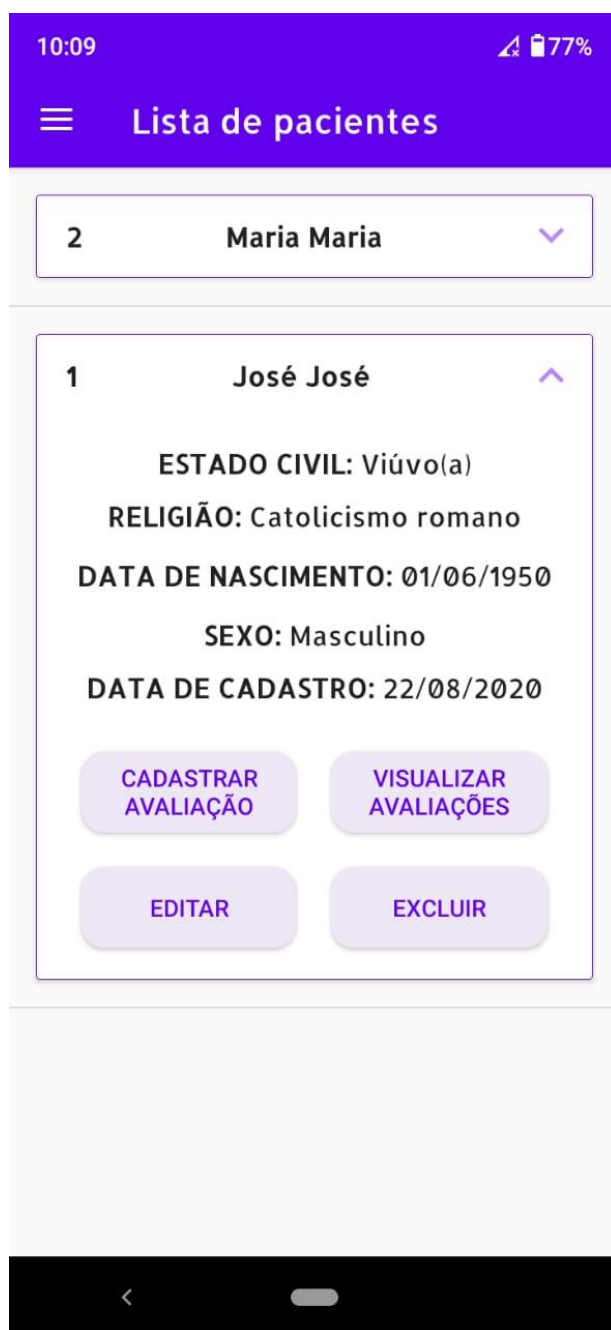 10:09 77%
Lista de pacientes
2 Maria Maria
1 José José
ESTADO CIVIL: Viúvo(a)
RELIGIÃO: Catolicismo romano
DATA DE NASCIMENTO: 01/06/1950
SEXO: Masculino
DATA DE CADASTRO: 22/08/2020
CADASTRAR
AVALIAÇÃO
VISUALIZAR
AVALIAÇÕES
EDITAR
EXCLUIR